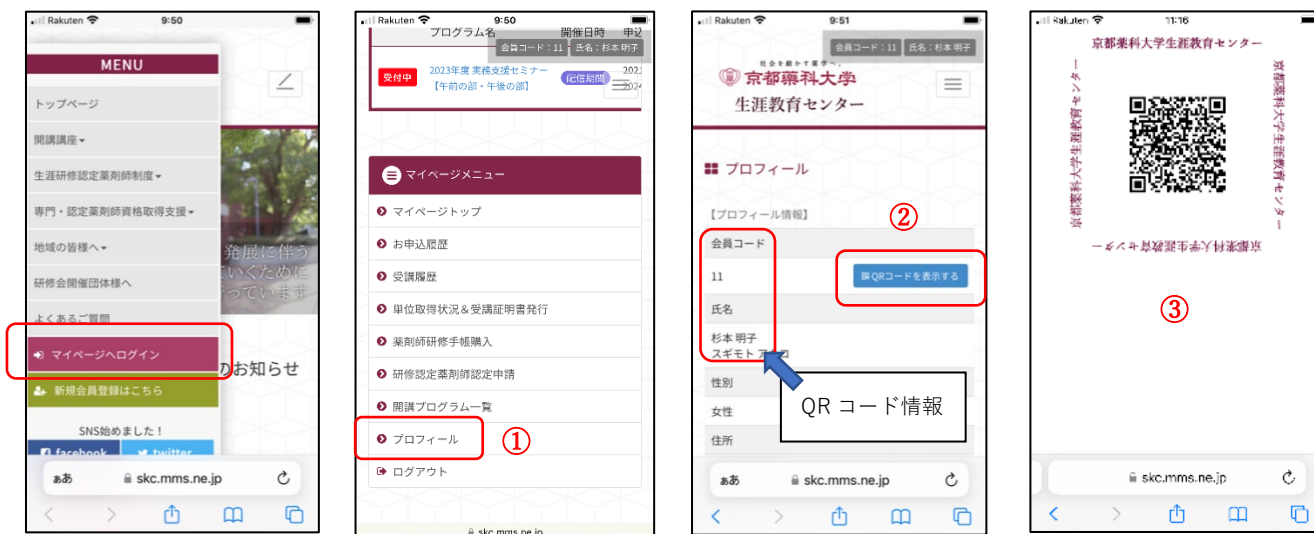 Rakuten 9:50
MENU
トップページ
開講講座
生涯研修認定薬剤師制度
専門・認定薬剤師資格取得支援
地域の皆様へ
研修会開催団体様へ
よくあるご質問
マイページへログイン
新規会員登録はこちら
SNS始めました！
facebook twitter
発展に伴う
いくために
っています
のお知らせ
ああ skc.mms.ne.jp
Rakuten 9:50
プログラム名 開催日時 申込
会員コード：11 氏名：杉本 明子
受付中 2023年度 実務支援セミナー 配信期間
【午前の部・午後の部】
マイページメニュー
マイページトップ
お申込履歴
受講履歴
単位取得状況＆受講証明書発行
薬剤師研修手帳購入
研修認定薬剤師認定申請
開講プログラム一覧
プロフィール ①
ログアウト
skc.mms.ne.jp
Rakuten 9:51
会員コード：11 氏名：杉本 明子
社会を動かす薬学へ。
京都薬科大学
生涯教育センター
プロフィール
【プロフィール情報】
②
会員コード
11 QRコードを表示する
氏名
杉本 明子
スギモト
性別
女性
住所
QR コード情報
ああ skc.mms.ne.jp
Rakuten 11:16
京都薬科大学生涯教育センター
京都薬科大学生涯教育センター
京都薬科大学生涯教育センター
京都薬科大学生涯教育センター
③
skc.mms.ne.jp